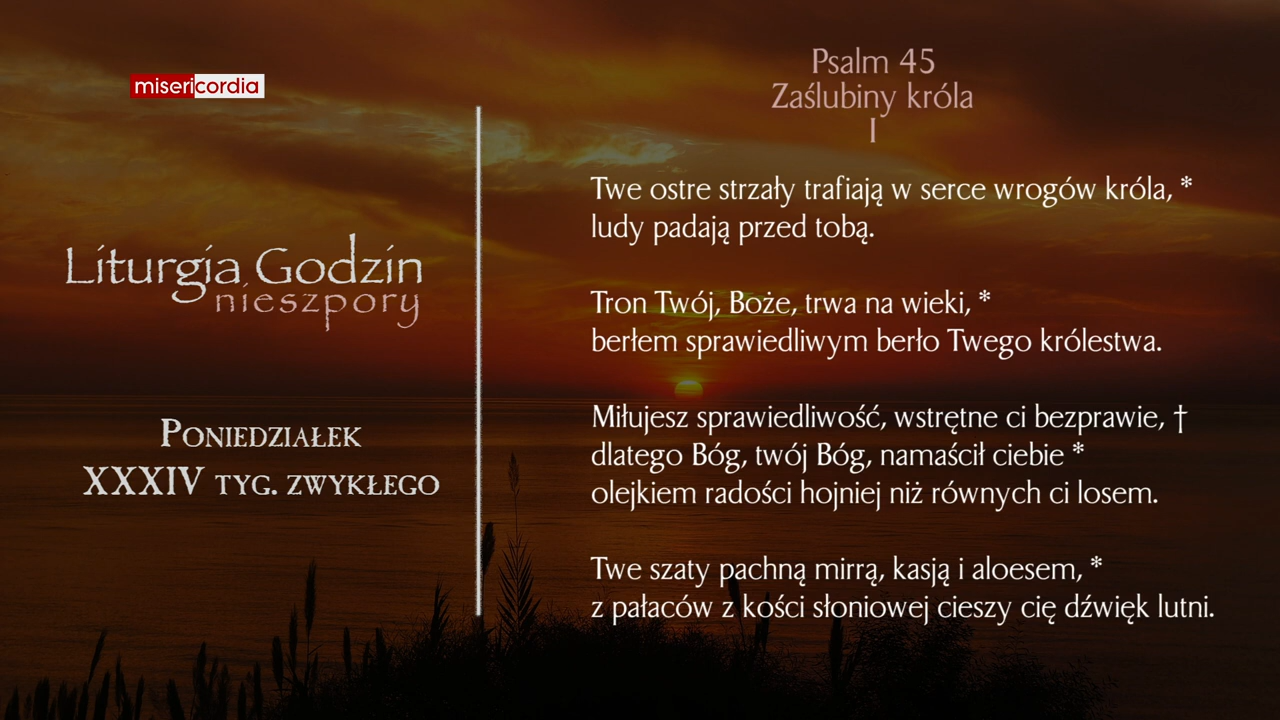 misericordia
Liturgia Godzin
nieszpory
Poniedziałek
XXXIV tyg. zwykłego
Psalm 45
Zaślubiny króla
I
Twe ostre strzały trafiają w serce wrogów króla, *
ludy padają przed tobą.
Tron Twój, Boże, trwa na wieki, *
berłem sprawiedliwym berło Twego królestwa.
Miłujesz sprawiedliwość, wstrętne ci bezprawie, †
dlatego Bóg, twój Bóg, namaścił ciebie *
olejkiem radości hojniej niż równych ci losem.
Twe szaty pachną mirrą, kasją i aloesem, *
z pałaców z kości słoniowej cieszy cię dźwięk lutni.